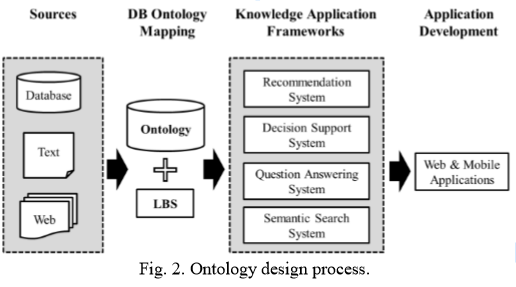 Sources
DB Ontology
Mapping
Knowledge Application
Frameworks
Application
Development
Database
Text
Web
Ontology
LBS
Recommendation
System
Decision Support
System
Question Answering
System
Semantic Search
System
Web & Mobile
Applications
Fig. 2. Ontology design process.